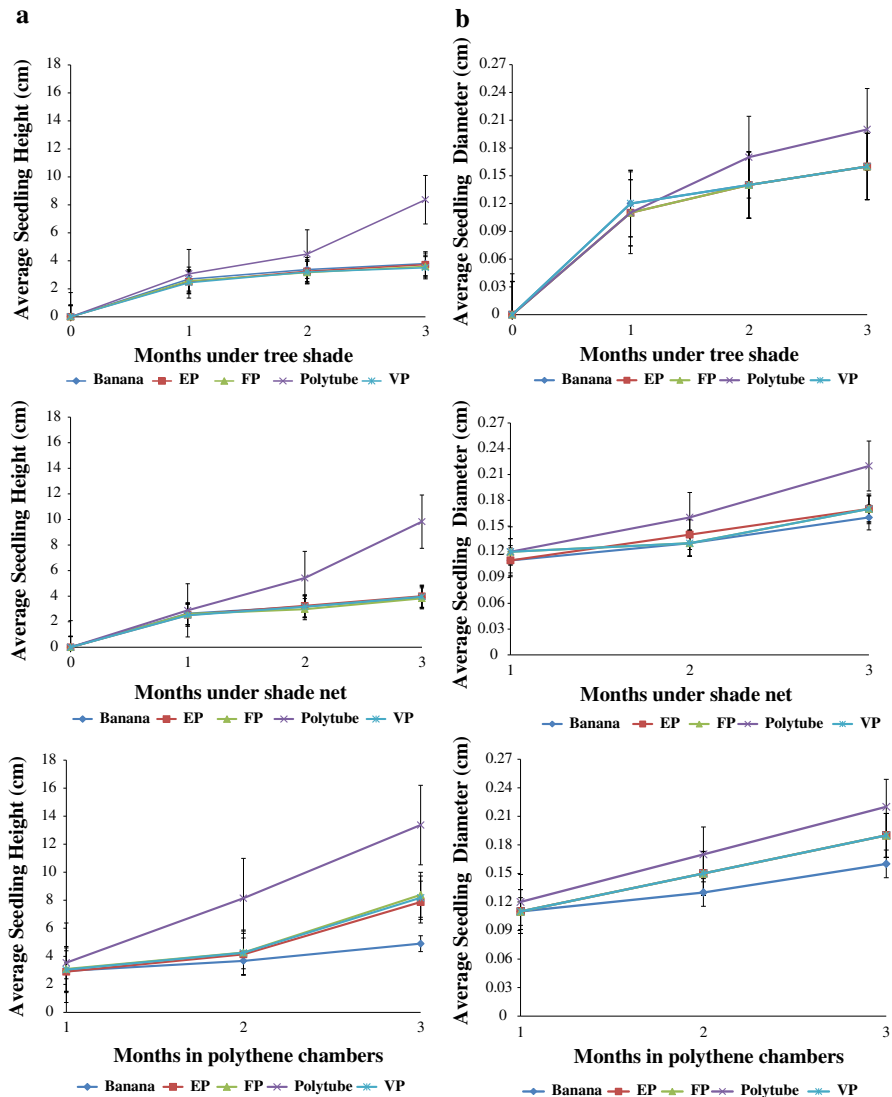 a
Average Seedling Height (cm)
18
16
14
12
10
8
6
4
2
0
0 1 2 3
Months under tree shade
Banana EP FP Polytube VP
b
Average Seedling Diameter (cm)
0.27
0.24
0.21
0.18
0.15
0.12
0.09
0.06
0.03
0
0 1 2 3
Months under tree shade
Banana EP FP Polytube VP
Average Seedling Height (cm)
18
16
14
12
10
8
6
4
2
0
0 1 2 3
Months under shade net
Banana EP FP Polytube VP
Average Seedling Diameter (cm)
0.27
0.24
0.21
0.18
0.15
0.12
0.09
0.06
0.03
0
1 2 3
Months under shade net
Banana EP FP Polytube VP
Average Seedling Height (cm)
18
16
14
12
10
8
6
4
2
0
1 2 3
Months in polythene chambers
Banana EP FP Polytube VP
Average Seedling Diameter (cm)
0.27
0.24
0.21
0.18
0.15
0.12
0.09
0.06
0.03
0
1 2 3
Months in polythene chambers
Banana EP FP Polytube VP